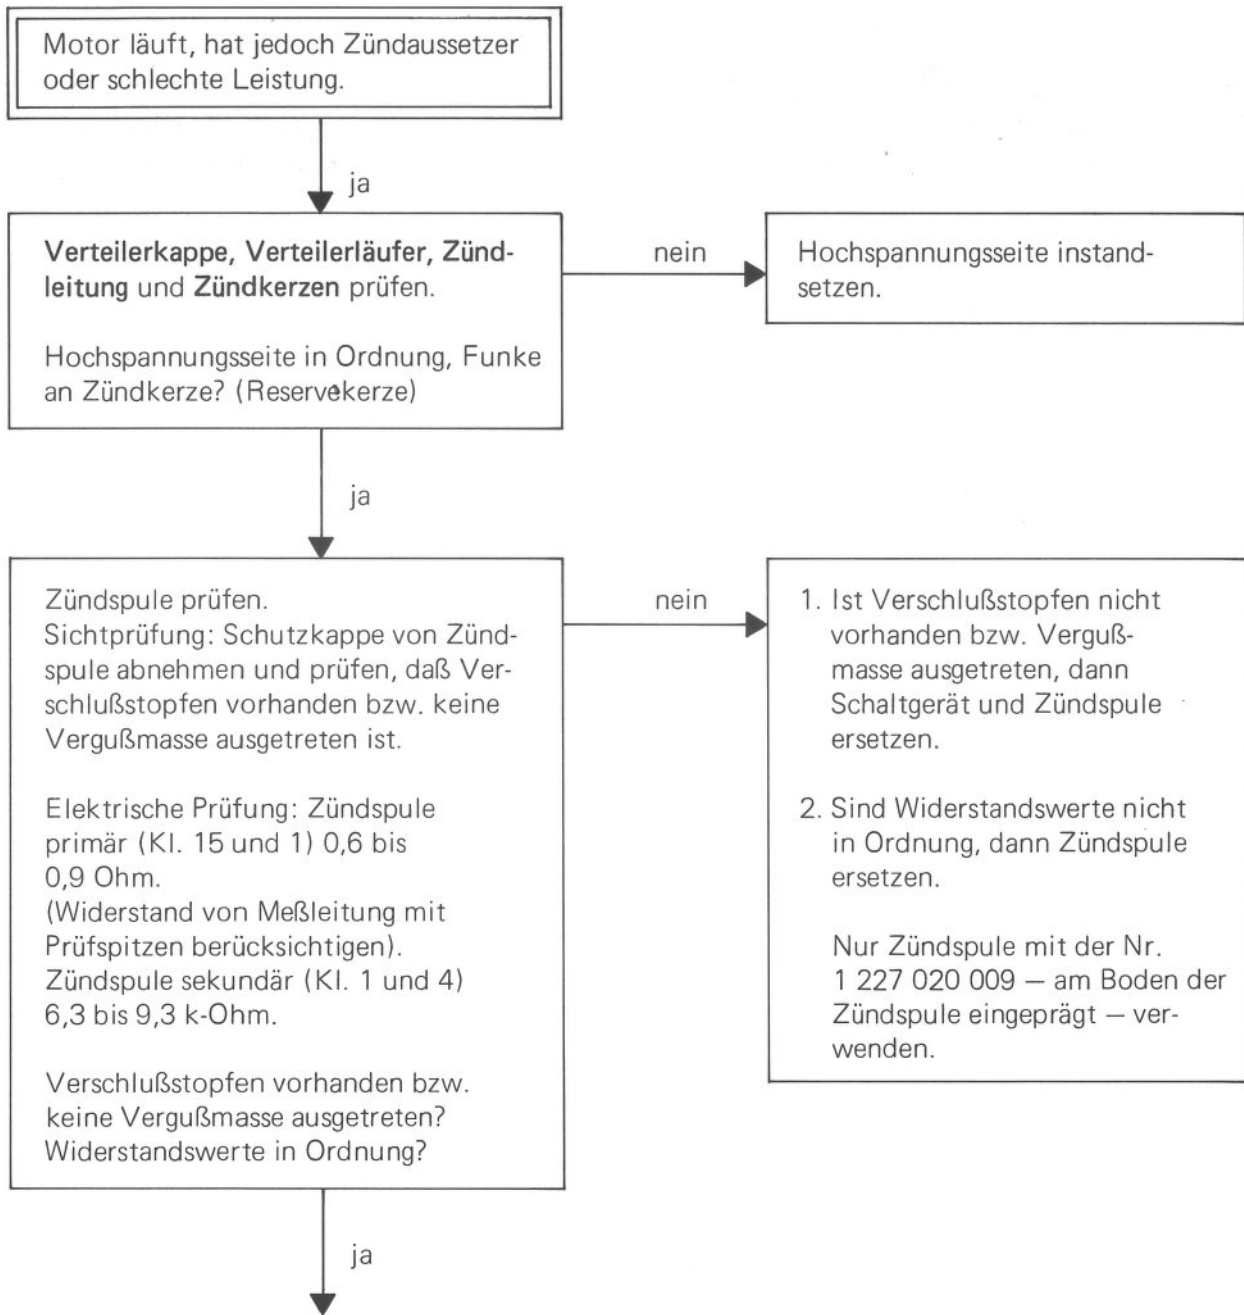 Motor läuft, hat jedoch Zündaussetzer
oder schlechte Leistung.
ja
Verteilerkappe, Verteilerläufer, Zünd-
leitung und Zündkerzen prüfen.
Hochspannungsseite in Ordnung, Funke
an Zündkerze? (Reservekerze)
nein
Hochspannungsseite instand-
setzen.
ja
Zündspule prüfen.
Sichtprüfung: Schutzkappe von Zünd-
spule abnehmen und prüfen, daß Ver-
schlußstopfen vorhanden bzw. keine
Vergußmasse ausgetreten ist.
Elektrische Prüfung: Zündspule
primär (Kl. 15 und 1) 0,6 bis
0,9 Ohm.
(Widerstand von Meßleitung mit
Prüfspitzen berücksichtigen).
Zündspule sekundär (Kl. 1 und 4)
6,3 bis 9,3 k-Ohm.
Verschlußstopfen vorhanden bzw.
keine Vergußmasse ausgetreten?
Widerstandswerte in Ordnung?
nein
1. Ist Verschlußstopfen nicht
vorhanden bzw. Verguß-
masse ausgetreten, dann
Schaltgerät und Zündspule
ersetzen.
2. Sind Widerstandswerte nicht
in Ordnung, dann Zündspule
ersetzen.
Nur Zündspule mit der Nr.
1 227 020 009 — am Boden der
Zündspule eingeprägt — ver-
wenden.
ja